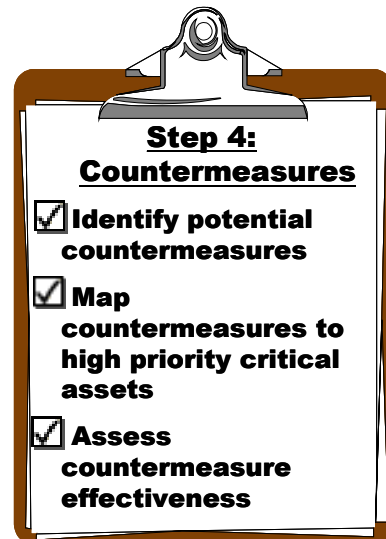 Step 4:
Countermeasures
Identify potential
countermeasures
Map
countermeasures to
high priority critical
assets
Assess
countermeasure
effectiveness